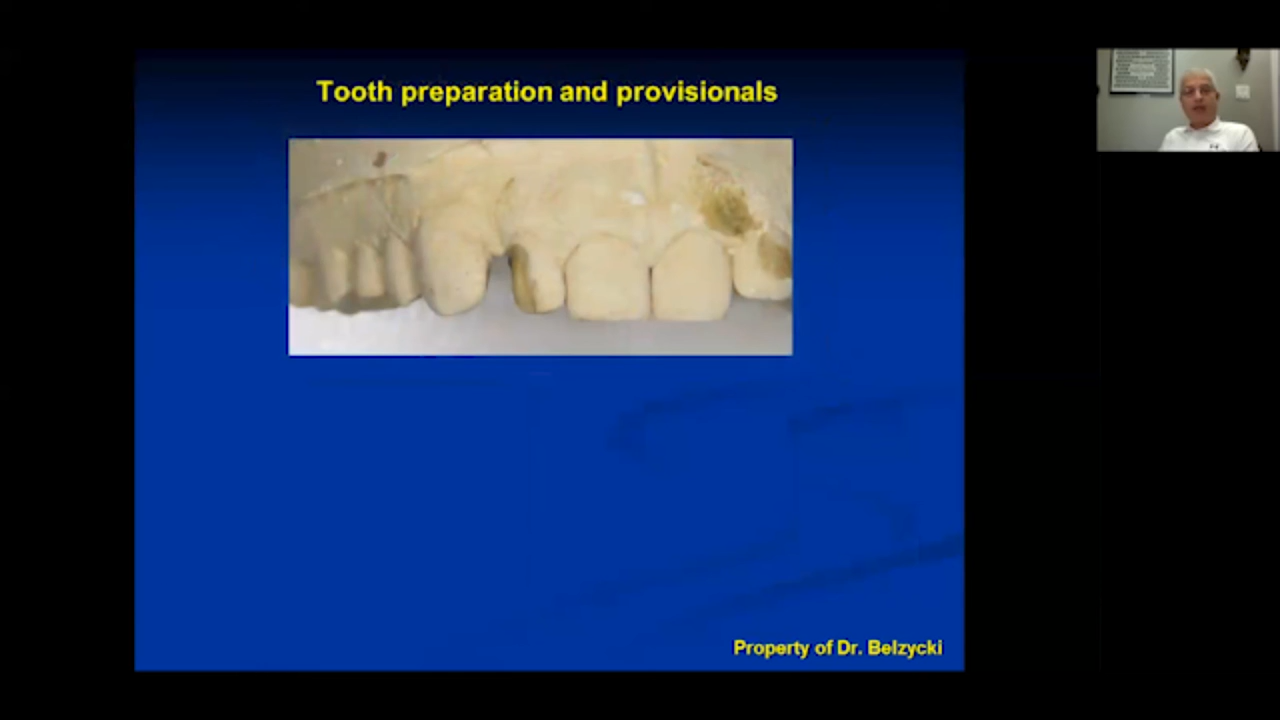 Tooth preparation and provisionals
Property of Dr. Belzycki